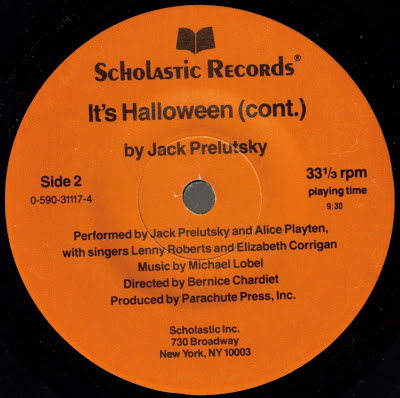 Scholastic Records®
It's Halloween (cont.)
by Jack Prelutsky
Side 2
0-590-31117-4
33 1/3 rpm
playing time
9:30
Performed by Jack Prelutsky and Alice Playten,
with singers Lenny Roberts and Elizabeth Corrigan
Music by Michael Lobel
Directed by Bernice Chardiet
Produced by Parachute Press, Inc.
Scholastic Inc.
730 Broadway
New York, NY 10003